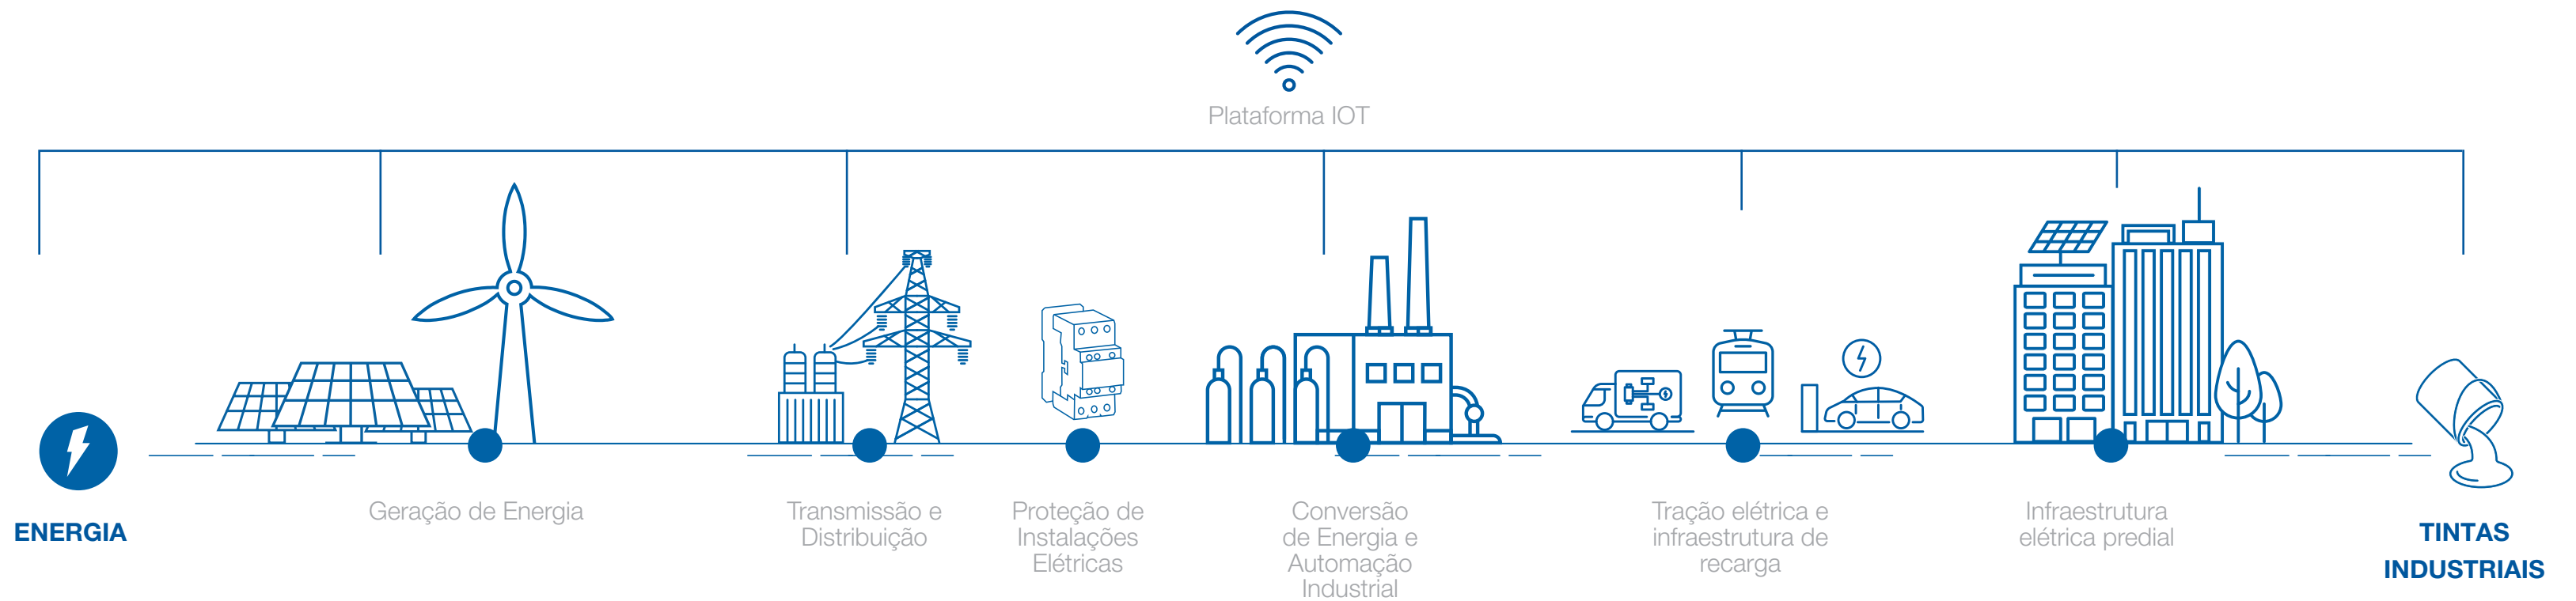 Plataforma IOT
ENERGIA
Geração de Energia
Transmissão e
Distribuição
Proteção de
Instalações
Elétricas
Conversão
de Energia e
Automação
Industrial
Tração elétrica e
infraestrutura de
recarga
Infraestrutura
elétrica predial
TINTAS
INDUSTRIAIS